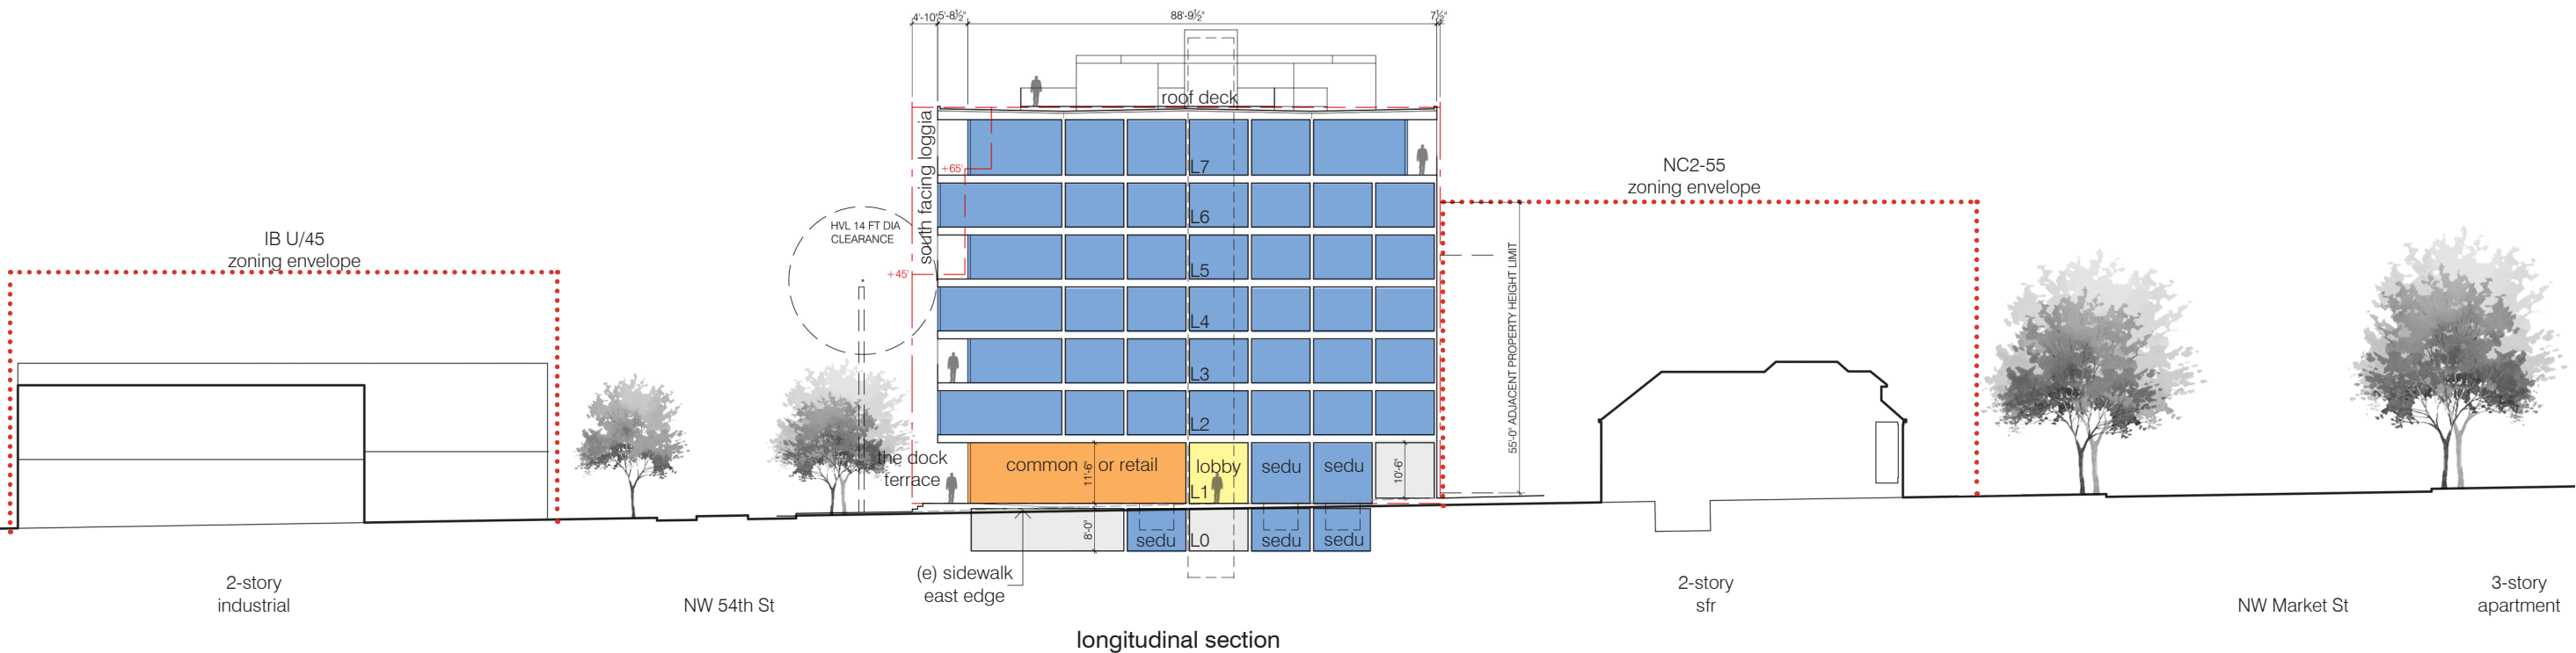 4'-10"
5'-8½"
88'-9½"
7½"
roof deck
south facing loggia
+65'
+45'
L7
L6
L5
L4
L3
L2
HVL 14 FT DIA
CLEARANCE
IB U/45
zoning envelope
NC2-55
zoning envelope
55'-0" ADJACENT PROPERTY HEIGHT LIMIT
the dock
terrace
common or retail
11'-6"
lobby
L1
sedu
sedu
10'-6"
8'-0"
sedu
L0
sedu
sedu
(e) sidewalk
east edge
2-story
industrial
NW 54th St
2-story
sfr
NW Market St
3-story
apartment
longitudinal section